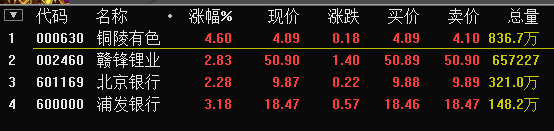 代码 名称 涨幅% 现价 涨跌 买价 卖价 总量
1 000630 铜陵有色 4.60 4.09 0.18 4.09 4.10 836.7万
2 002460 赣锋锂业 2.83 50.90 1.40 50.89 50.90 657227
3 601169 北京银行 2.28 9.87 0.22 9.88 9.89 321.0万
4 600000 浦发银行 3.18 18.47 0.57 18.46 18.47 148.2万